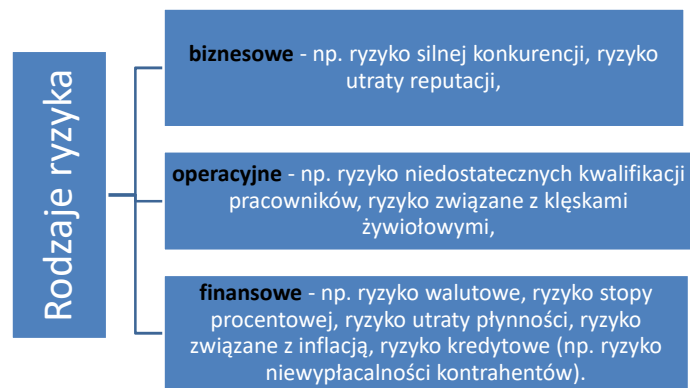 Rodzaje ryzyka
biznesowe - np. ryzyko silnej konkurencji, ryzyko
utraty reputacji,
operacyjne - np. ryzyko niedostatecznych kwalifikacji
pracowników, ryzyko związane z klęskami
żywiołowymi,
finansowe - np. ryzyko walutowe, ryzyko stopy
procentowej, ryzyko utraty płynności, ryzyko
związane z inflacją, ryzyko kredytowe (np. ryzyko
niewypłacalności kontrahentów).